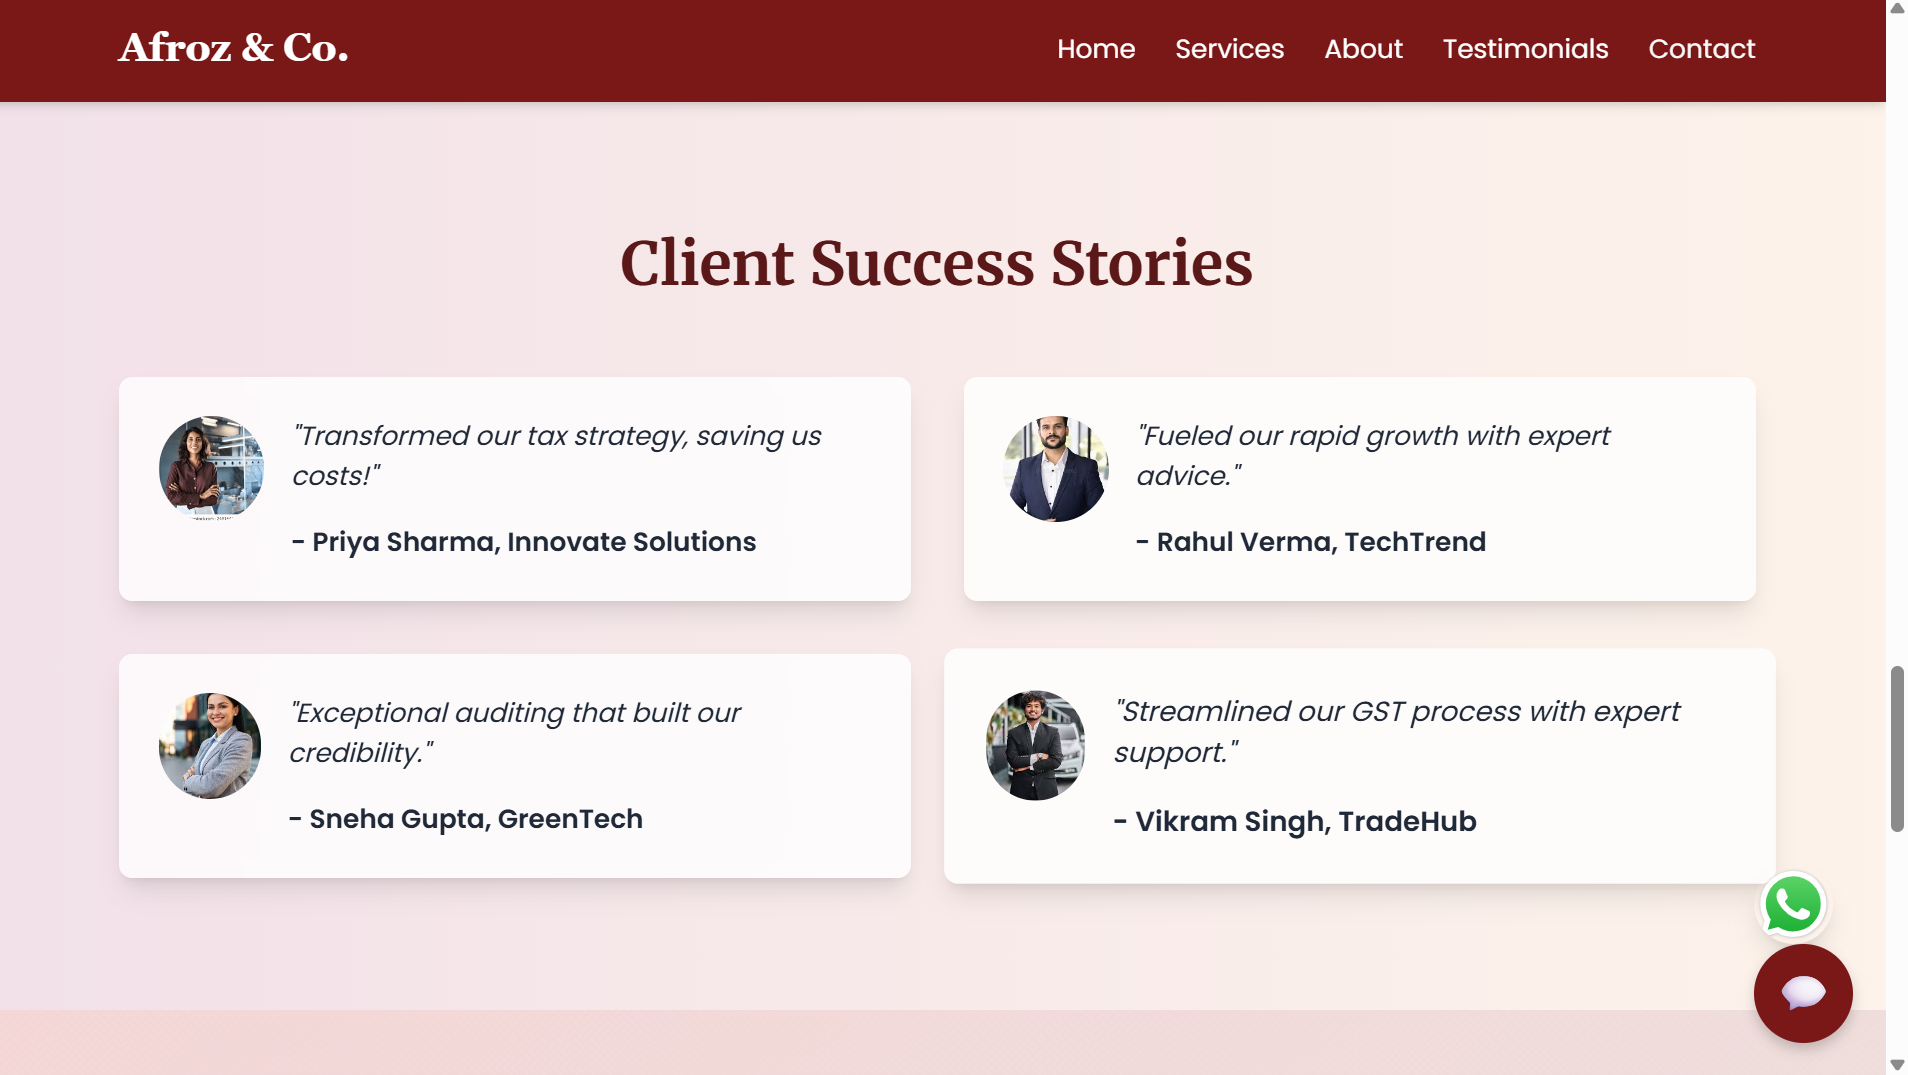 Afroz & Co.
Home Services About Testimonials Contact
Client Success Stories
"Transformed our tax strategy, saving us
costs!"
- Priya Sharma, Innovate Solutions
"Fueled our rapid growth with expert
advice."
- Rahul Verma, TechTrend
"Exceptional auditing that built our
credibility."
- Sneha Gupta, GreenTech
"Streamlined our GST process with expert
support."
- Vikram Singh, TradeHub